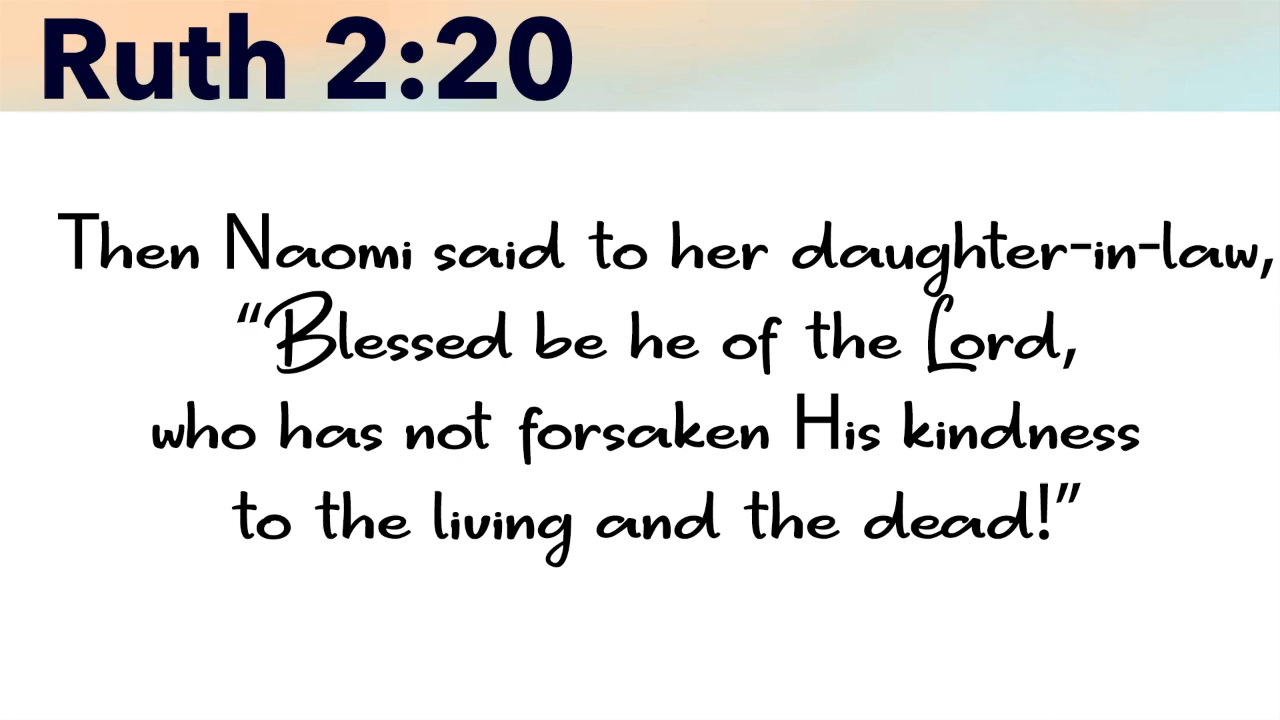 Ruth 2:20
Then Naomi said to her daughter-in-law,
“Blessed be he of the Lord,
who has not forsaken His kindness
to the living and the dead!”